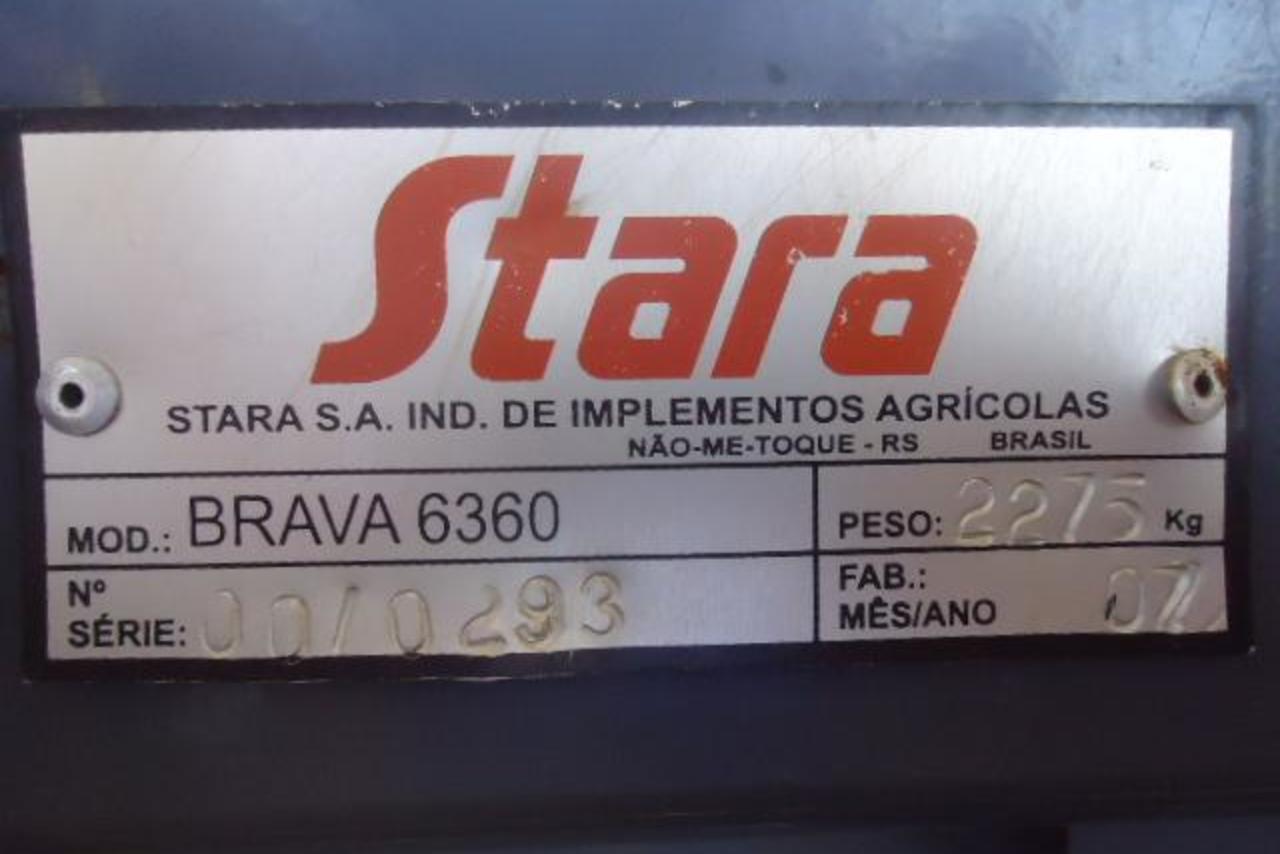 Stara
STARA S.A. IND. DE IMPLEMENTOS AGRÍCOLAS
NÃO-ME-TOQUE - RS BRASIL
MOD.: BRAVA 6360
PESO: 2275 Kg
Nº
SÉRIE: 00/0293
FAB.:
MÊS/ANO